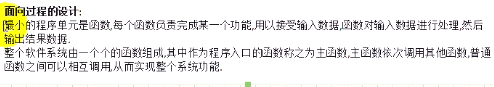 面向过程的设计:
最小的程序单元是函数,每个函数负责完成某一个功能,用以接受输入数据,函数对输入数据进行处理,然后
输出结果数据.
整个软件系统由一个个的函数组成,其中作为程序入口的函数称之为主函数,主函数依次调用其他函数,普通
函数之间可以相互调用,从而实现整个系统功能.